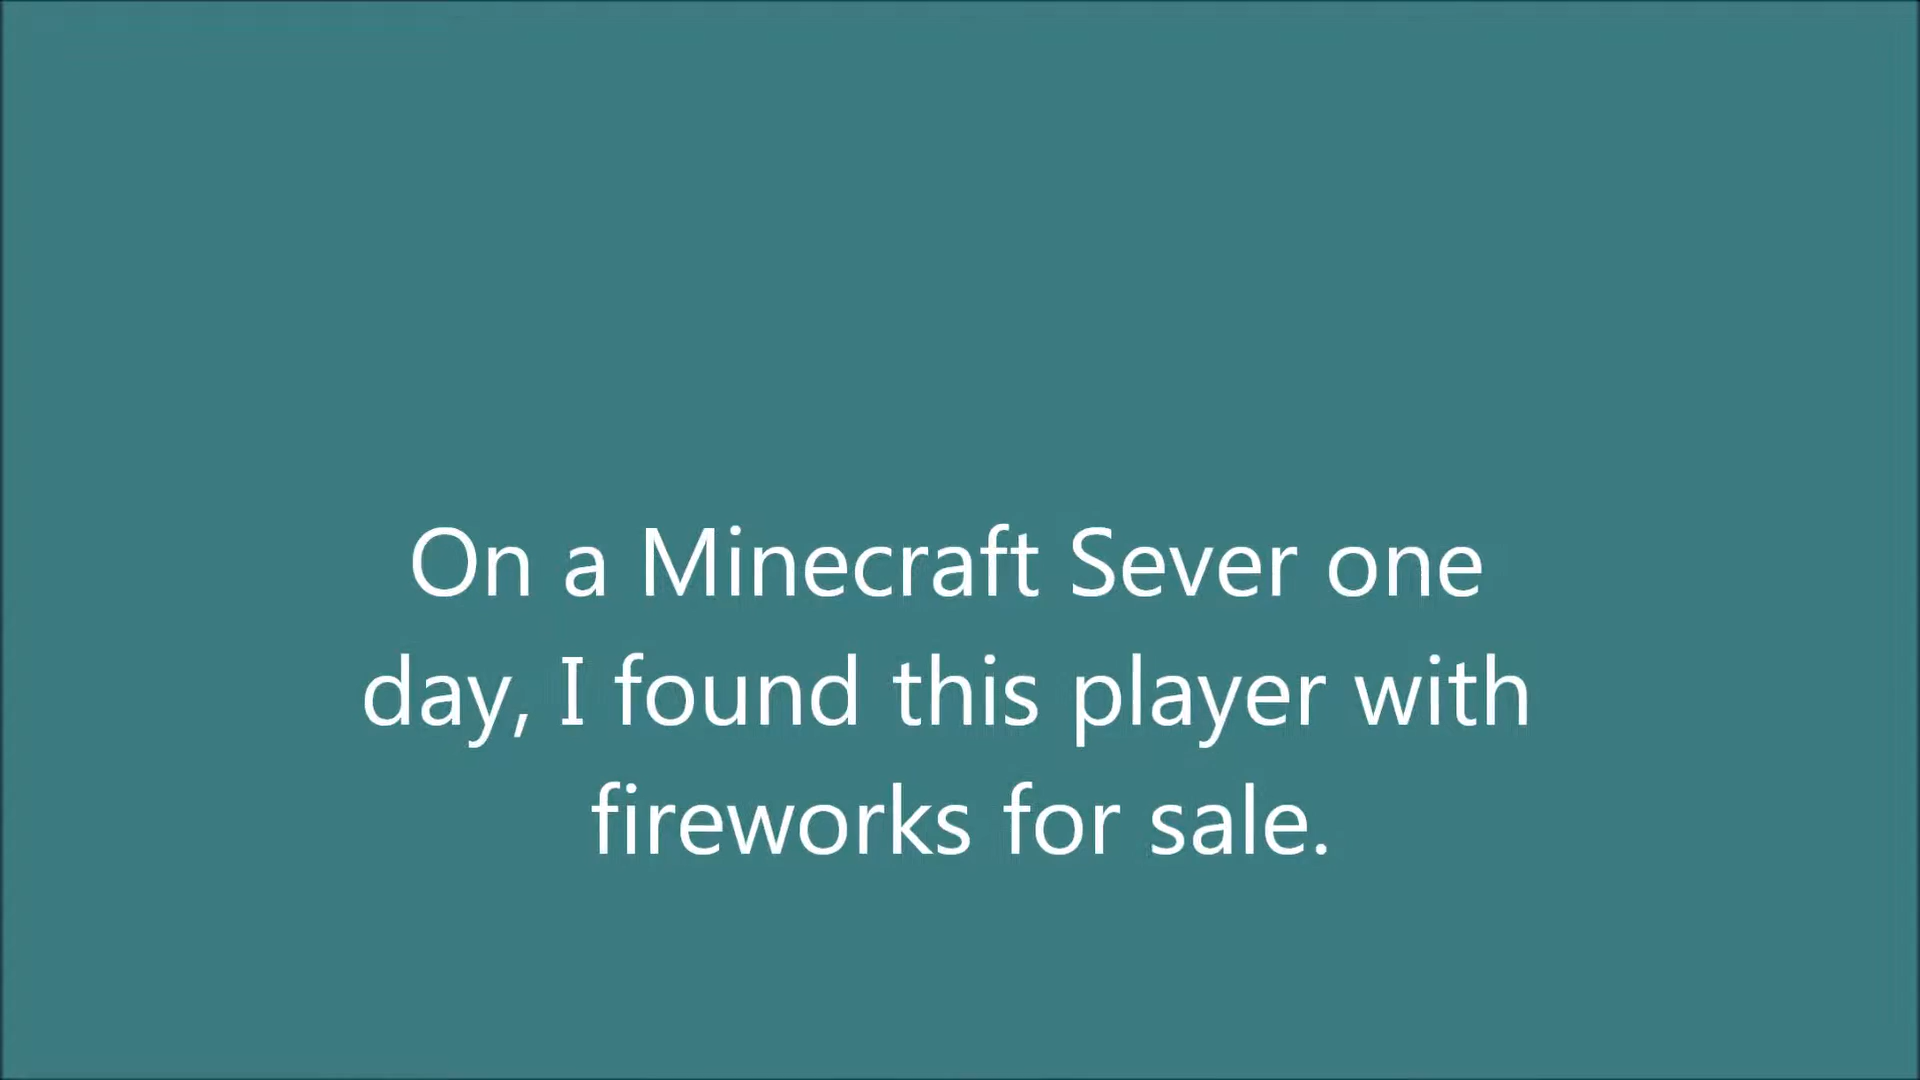 On a Minecraft Sever one
day, I found this player with
fireworks for sale.